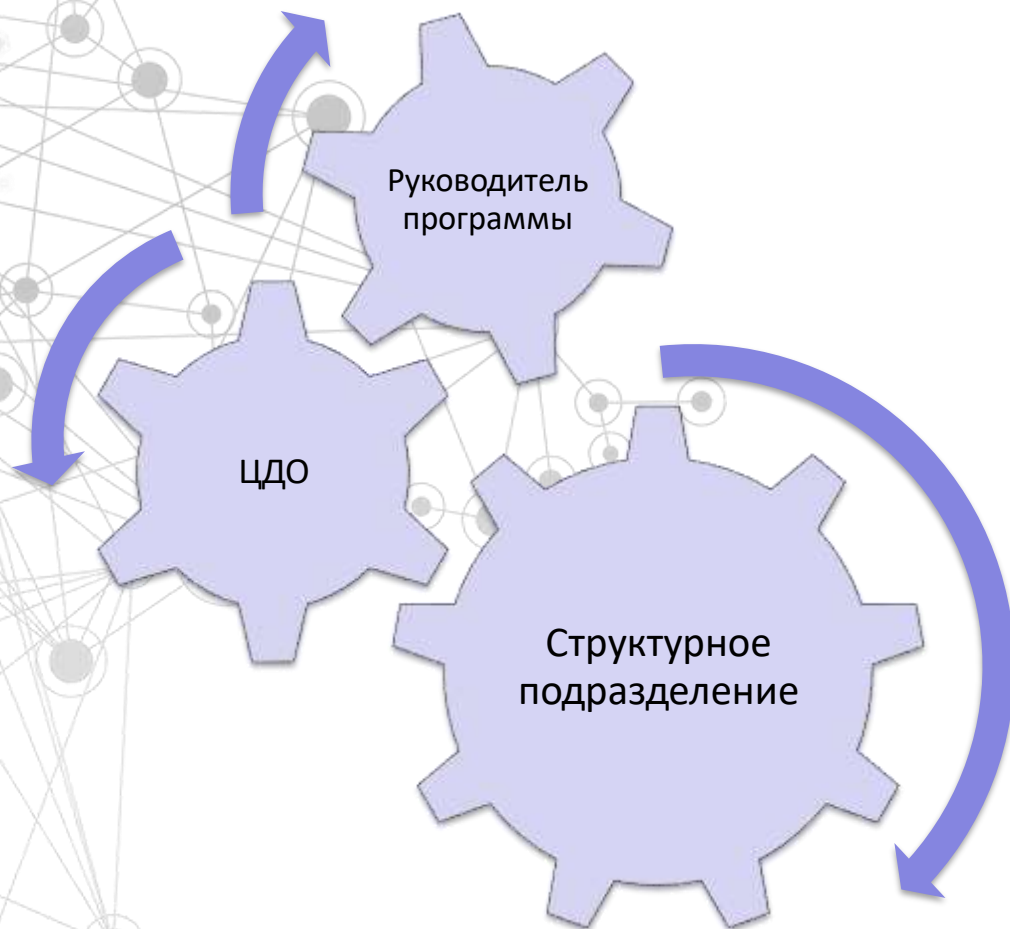 Руководитель
программы
ЦДО
Структурное
подразделение